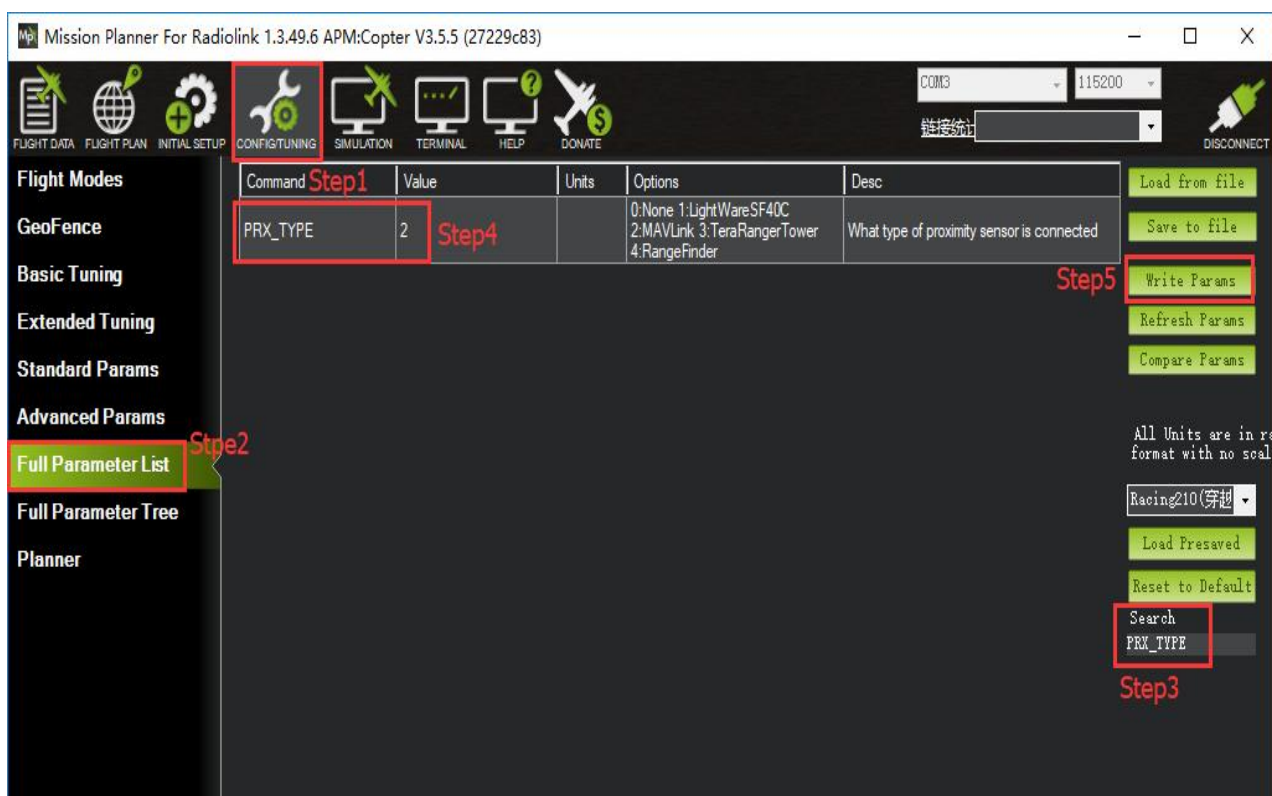 Mission Planner For Radiolink 1.3.49.6 APM:Copter V3.5.5 (27229c83)
COM3
115200
链接统计
FLIGHT DATA
FLIGHT PLAN
INITIAL SETUP
CONFIG/TUNING
SIMULATION
TERMINAL
HELP
DONATE
DISCONNECT
Flight Modes
GeoFence
Basic Tuning
Extended Tuning
Standard Params
Advanced Params
Stpe2
Full Parameter List
Full Parameter Tree
Planner
Command
Step1
Value
Units
Options
Desc
PRX_TYPE
2
Step4
0:None 1:LightWareSF40C
2:MAVLink 3:TeraRangerTower
4:RangeFinder
What type of proximity sensor is connected
Load from file
Save to file
Step5
Write Params
Refresh Params
Compare Params
All Units are in ra
format with no scal
Racing210(穿越
Load Presaved
Reset to Default
Search
PRX_TYPE
Step3